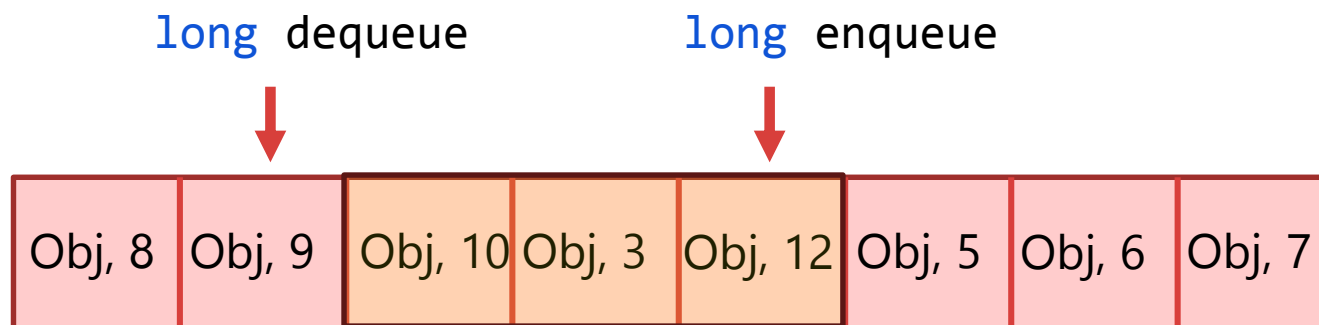 long dequeue long enqueue
Obj, 8 Obj, 9 Obj, 10 Obj, 3 Obj, 12 Obj, 5 Obj, 6 Obj, 7